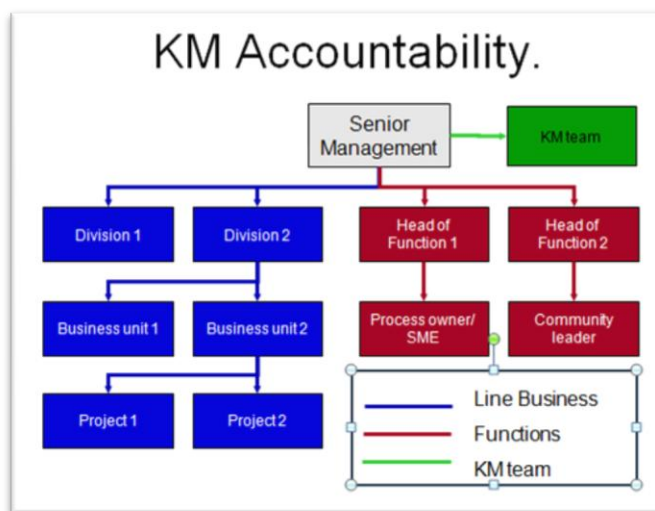 KM Accountability.
Senior
Management
KM team
Division 1
Division 2
Head of
Function 1
Head of
Function 2
Business unit 1
Business unit 2
Process owner/
SME
Community
leader
Project 1
Project 2
Line Business
Functions
KM team